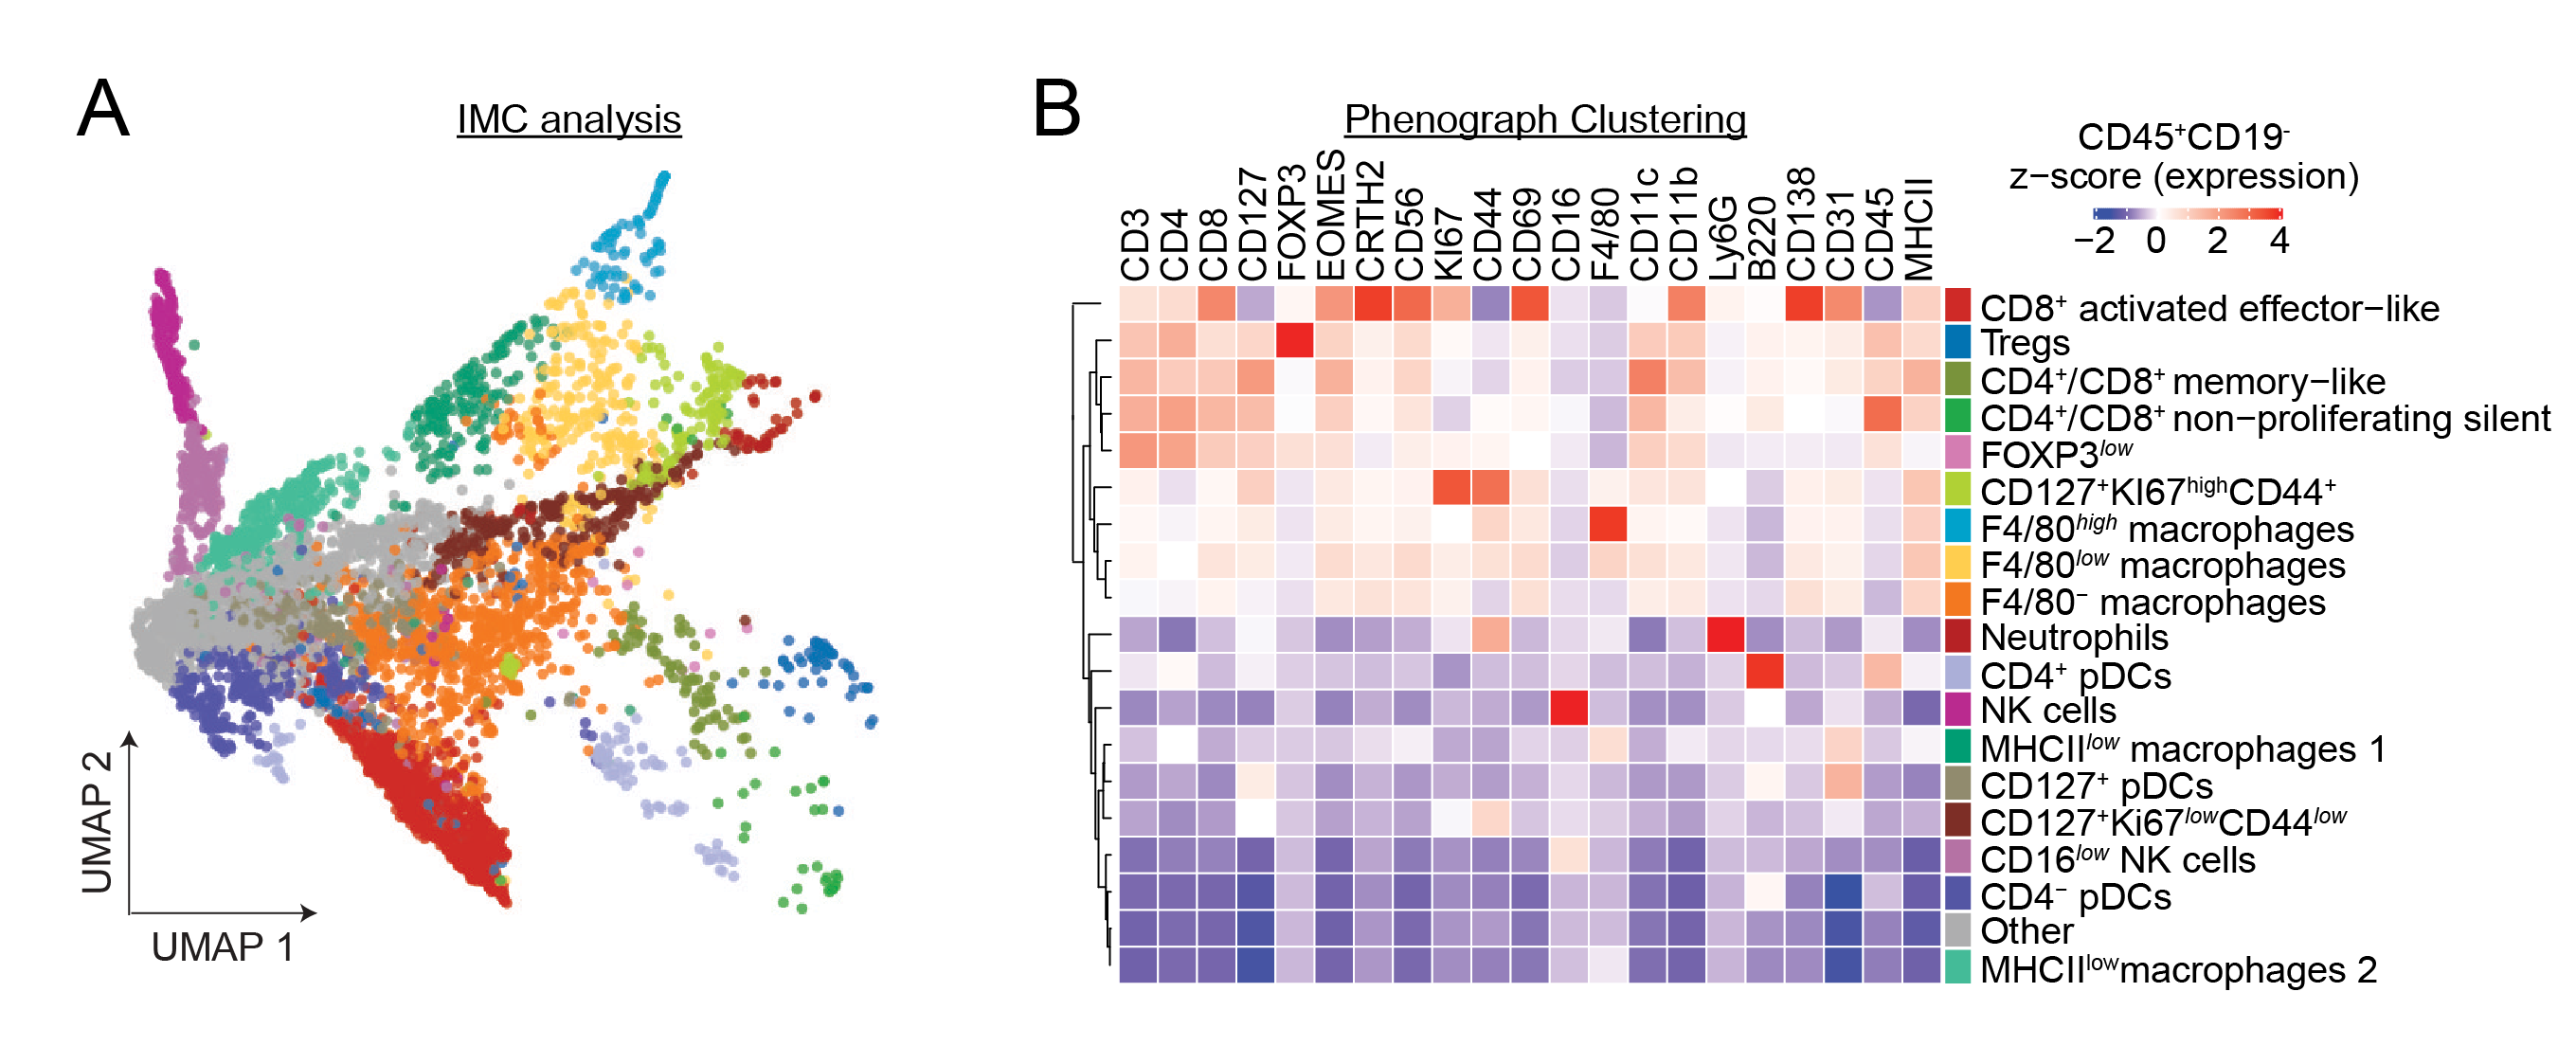 A
IMC analysis
UMAP 2
UMAP 1
B
Phenograph Clustering
CD3
CD4
CD8
CD127
FOXP3
EOMES
CRTH2
CD56
KI67
CD44
CD69
CD16
F4/80
CD11c
CD11b
Ly6G
B220
CD138
CD31
CD45
MHCII
CD45⁺CD19⁻
z−score (expression)
−2 0 2 4
CD8⁺ activated effector−like
Tregs
CD4⁺/CD8⁺ memory−like
CD4⁺/CD8⁺ non−proliferating silent
FOXP3low
CD127⁺KI67highCD44⁺
F4/80high macrophages
F4/80low macrophages
F4/80⁻ macrophages
Neutrophils
CD4⁺ pDCs
NK cells
MHCIIlow macrophages 1
CD127⁺ pDCs
CD127⁺Ki67lowCD44low
CD16low NK cells
CD4⁻ pDCs
Other
MHCIIlowmacrophages 2